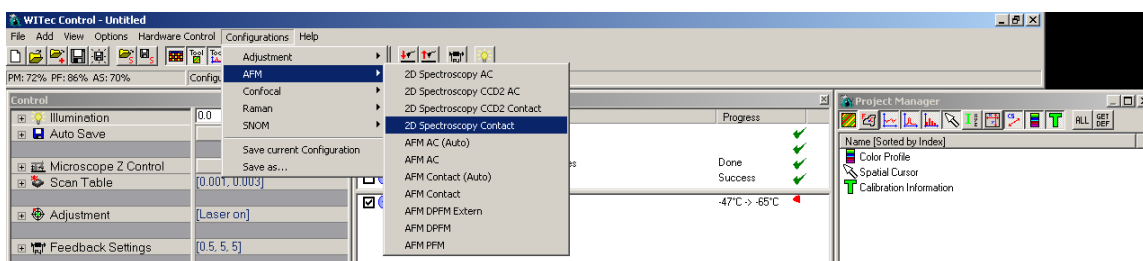 WITec Control - Untitled
File Add View Options Hardware Control Configurations Help
PM: 72% PF: 86% AS: 70%
Control
Illumination 0.0
Auto Save
Microscope Z Control
Scan Table [0.001, 0.003]
Adjustment [Laser on]
Feedback Settings [0.5, 5, 5]
Adjustment
AFM
Confocal
Raman
SNOM
Save current Configuration
Save as...
2D Spectroscopy AC
2D Spectroscopy CCD2 AC
2D Spectroscopy CCD2 Contact
2D Spectroscopy Contact
AFM AC (Auto)
AFM AC
AFM Contact (Auto)
AFM Contact
AFM DPFM Extern
AFM DPFM
AFM PFM
Progress
Done
Success
-47°C -> -65°C
Project Manager
ALL GET DEF
Name [Sorted by Index]
Color Profile
Spatial Cursor
Calibration Information